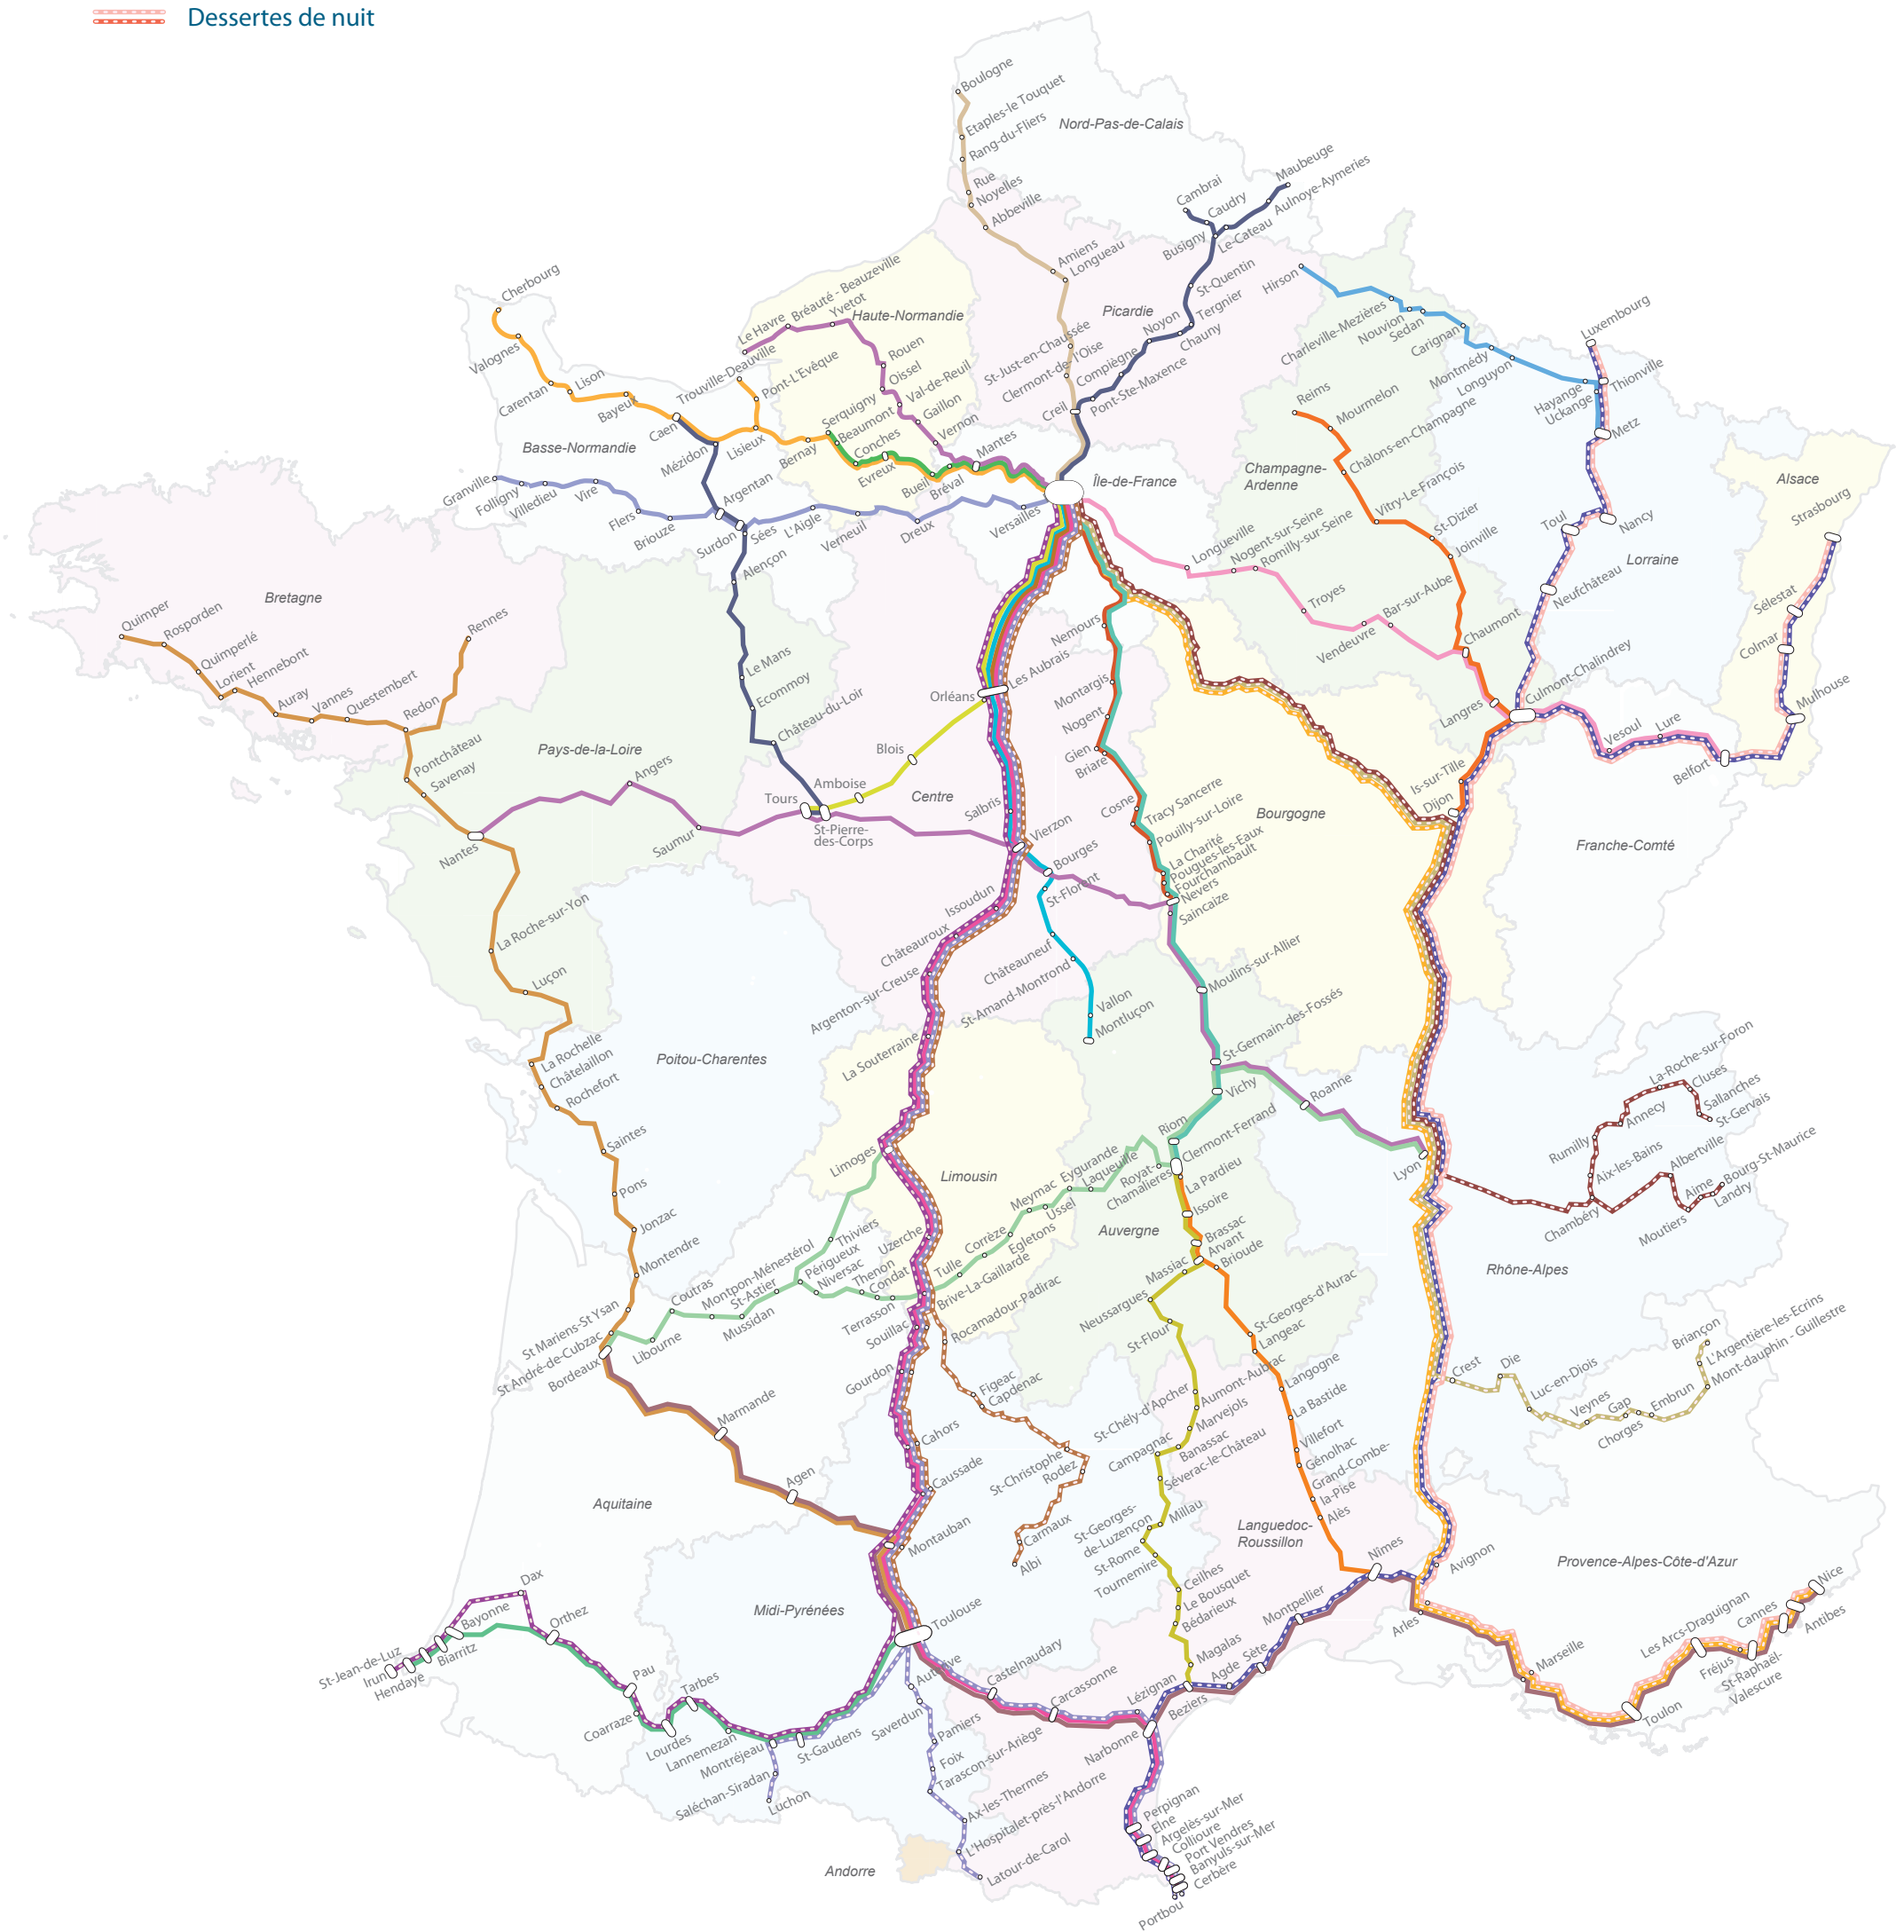 Dessertes de nuit
Boulogne
Etaples-le Touquet
Rang-du-Fliers
Nord-Pas-de-Calais
Rue
Noyelles
Abbeville
Cambrai
Caudry
Maubeuge
Aulnoye-Aymeries
Busigny
Le-Cateau
Amiens
Longueau
St-Quentin
Tergnier
Hirson
Picardie
Noyon
Chauny
St-Just-en-Chaussée
Clermont-de-l'Oise
Compiègne
Pont-Ste-Maxence
Creil
Charleville-Mezières
Nouvion
Sedan
Carignan
Montmédy
Longuyon
Luxembourg
Thionville
Hayange
Uckange
Metz
Cherbourg
Valognes
Carentan
Lison
Bayeux
Caen
Mézidon
Trouville-Deauville
Pont-L'Evêque
Lisieux
Bernay
Le Havre
Bréauté - Beauzeville
Yvetot
Haute-Normandie
Rouen
Oissel
Val-de-Reuil
Gaillon
Vernon
Mantes
Serquigny
Beaumont
Conches
Evreux
Bueil
Bréval
Basse-Normandie
Granville
Folligny
Villedieu
Vire
Flers
Briouze
Argentan
Surdon
Sées
L'Aigle
Verneuil
Dreux
Versailles
Île-de-France
Reims
Mourmelon
Châlons-en-Champagne
Champagne-
Ardenne
Vitry-Le-François
St-Dizier
Joinville
Toul
Nancy
Lorraine
Neufchâteau
Alsace
Strasbourg
Sélestat
Colmar
Mulhouse
Longueville
Nogent-sur-Seine
Romilly-sur-Seine
Troyes
Vendeuvre
Bar-sur-Aube
Chaumont
Langres
Culmont-Chalindrey
Vesoul
Lure
Belfort
Is-sur-Tille
Dijon
Bretagne
Quimper
Rosporden
Quimperlé
Lorient
Hennebont
Auray
Vannes
Questembert
Redon
Rennes
Pontchâteau
Savenay
Nantes
Pays-de-la-Loire
Angers
Saumur
Alençon
Le Mans
Ecommoy
Château-du-Loir
Tours
St-Pierre-
des-Corps
Amboise
Blois
Orléans
Les Aubrais
Centre
Salbris
Vierzon
Bourges
St-Florent
Nemours
Montargis
Nogent
Gien
Briare
Cosne
Tracy Sancerre
Pouilly-sur-Loire
La Charité
Pougues-les-Eaux
Fourchambault
Nevers
Saincaize
Bourgogne
Franche-Comté
Issoudun
Châteauroux
Argenton-sur-Creuse
Châteauneuf
St-Amand-Montrond
Vallon
Montluçon
Moulins-sur-Allier
St-Germain-des-Fossés
Vichy
Roanne
Lyon
La Roche-sur-Yon
Luçon
La Rochelle
Châtelaillon
Rochefort
Saintes
Pons
Jonzac
Montendre
St Mariens-St Ysan
St-André-de-Cubzac
Bordeaux
Poitou-Charentes
La Souterraine
Limoges
Limousin
Riom
Clermont-Ferrand
Royat-
Chamalières
La Pardieu
Issoire
Brassac
Arvant
Brioude
Auvergne
Massiac
Neussargues
St-Flour
Laqueuille
Eygurande
Ussel
Meymac
Egletons
Corrèze
Tulle
Brive-La-Gaillarde
Uzerche
Thiviers
Périgueux
Niversac
Thenon
Condat
Terrasson
Souillac
Gourdon
Rocamadour-Padirac
Coutras
Libourne
Montpon-Ménestérol
Mussidan
St-Astier
La-Roche-sur-Foron
Cluses
Sallanches
St-Gervais
Annecy
Rumilly
Aix-les-Bains
Chambéry
Albertville
Bourg-St-Maurice
Aime
Landry
Moutiers
Rhône-Alpes
Crest
Die
Luc-en-Diois
Veynes
Gap
Chorges
Embrun
Briançon
L'Argentière-les-Ecrins
Mont-dauphin - Guillestre
St-Georges-d'Aurac
Langeac
Langogne
La Bastide
Villefort
Génolhac
Grand-Combe-
la-Pise
Alès
Nîmes
St-Chély-d'Apcher
Aumont-Aubrac
Marvejols
Banassac
Campagnac
Séverac-le-Château
Millau
St-Georges-
de-Luzençon
St-Rome
Tournemire
Ceilhes
Le Bousquet
Bédarieux
Magalas
Languedoc-
Roussillon
Figeac
Capdenac
St-Christophe
Rodez
Carmaux
Albi
Cahors
Caussade
Montauban
Marmande
Agen
Aquitaine
Midi-Pyrénées
Toulouse
Castelnaudary
Carcassonne
Lézignan
Narbonne
Beziers
Agde
Sète
Montpellier
Avignon
Arles
Provence-Alpes-Côte-d'Azur
Marseille
Toulon
Les Arcs-Draguignan
Fréjus
St-Raphaël-
Valescure
Cannes
Antibes
Nice
Dax
Bayonne
Biarritz
St-Jean-de-Luz
Irun
Hendaye
Orthez
Pau
Coarraze
Lourdes
Tarbes
Lannemezan
Montréjeau
St-Gaudens
Saléchan-Siradan
Luchon
Auterive
Saverdun
Pamiers
Foix
Tarascon-sur-Ariège
Ax-les-Thermes
L'Hospitalet-près-l'Andorre
Latour-de-Carol
Andorre
Perpignan
Elne
Argelès-sur-Mer
Collioure
Port Vendres
Banyuls-sur-Mer
Cerbère
Portbou